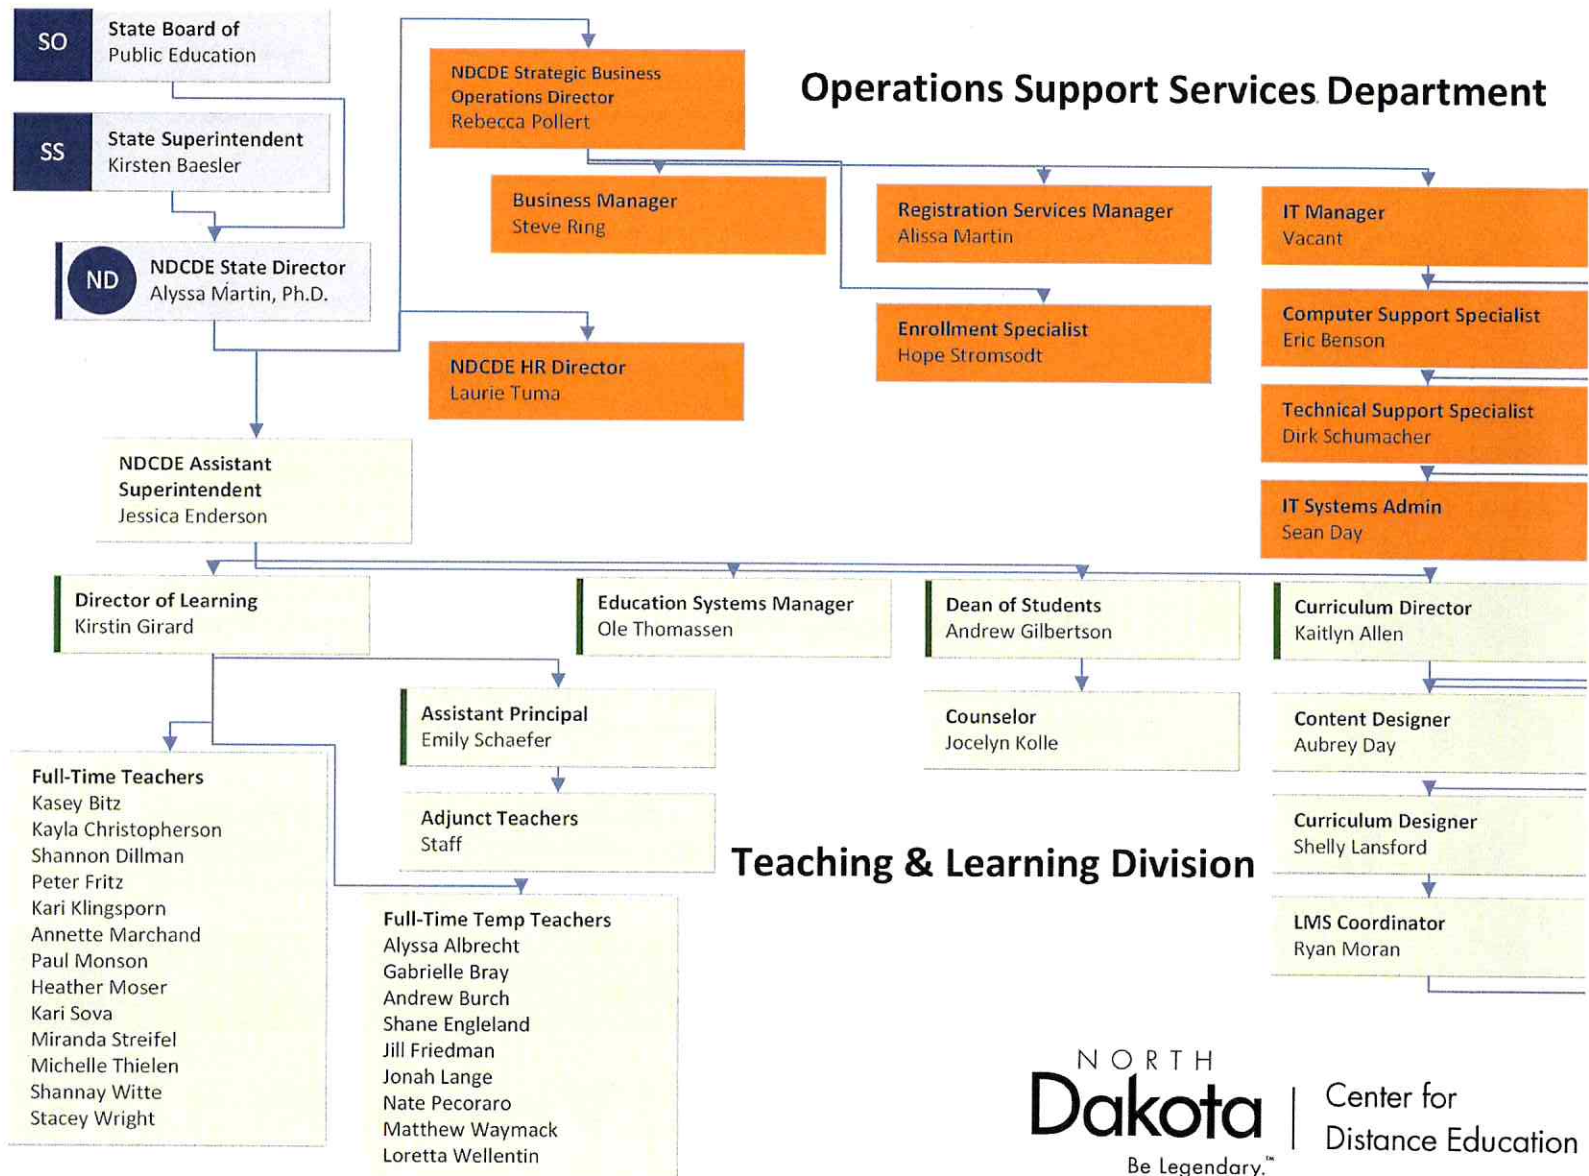 SO
State Board of
Public Education
SS
State Superintendent
Kirsten Baesler
ND
NDCDE State Director
Alyssa Martin, Ph.D.
NDCDE Strategic Business
Operations Director
Rebecca Pollert
Operations Support Services Department
Business Manager
Steve Ring
Registration Services Manager
Alissa Martin
IT Manager
Vacant
Enrollment Specialist
Hope Stromsodt
Computer Support Specialist
Eric Benson
NDCDE HR Director
Laurie Tuma
Technical Support Specialist
Dirk Schumacher
IT Systems Admin
Sean Day
NDCDE Assistant
Superintendent
Jessica Enderson
Director of Learning
Kirstin Girard
Education Systems Manager
Ole Thomassen
Dean of Students
Andrew Gilbertson
Curriculum Director
Kaitlyn Allen
Assistant Principal
Emily Schaefer
Counselor
Jocelyn Kolle
Content Designer
Aubrey Day
Adjunct Teachers
Staff
Curriculum Designer
Shelly Lansford
Teaching & Learning Division
LMS Coordinator
Ryan Moran
Full-Time Teachers
Kasey Bitz
Kayla Christopherson
Shannon Dillman
Peter Fritz
Kari Klingsporn
Annette Marchand
Paul Monson
Heather Moser
Kari Sova
Miranda Streifel
Michelle Thielen
Shannay Witte
Stacey Wright
Full-Time Temp Teachers
Alyssa Albrecht
Gabrielle Bray
Andrew Burch
Shane Engleland
Jill Friedman
Jonah Lange
Nate Pecoraro
Matthew Waymack
Loretta Wellentin
NORTH
Dakota
Be Legendary.™
Center for
Distance Education